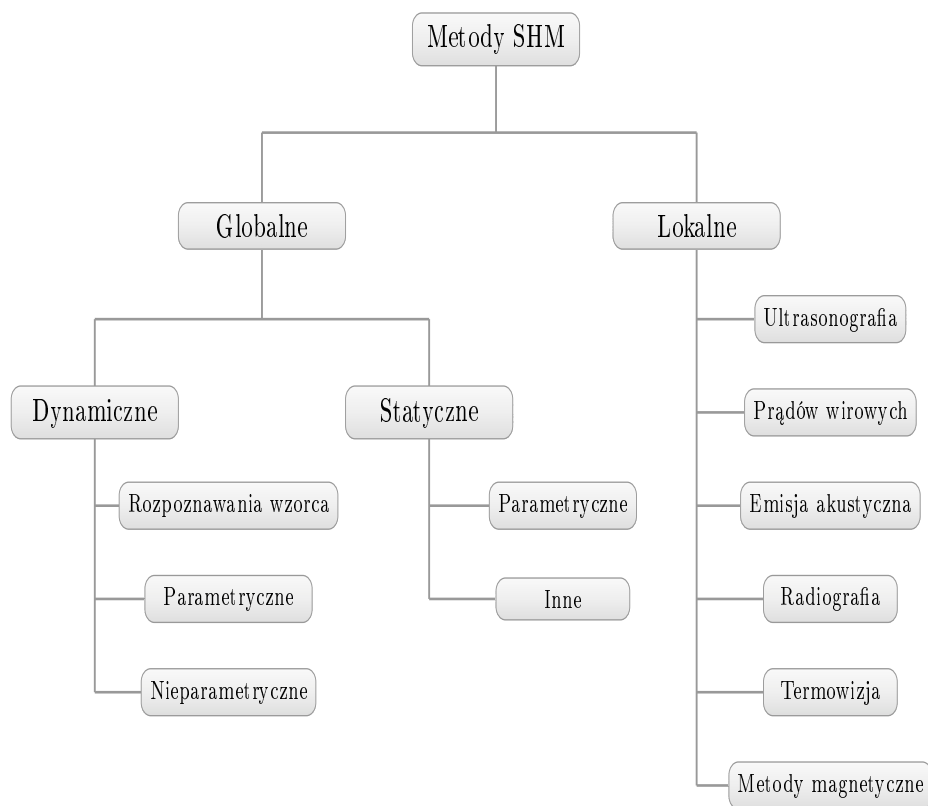 Metody SHM
Globalne
Lokalne
Ultrasonografia
Dynamiczne
Statyczne
Prądów wirowych
Rozpoznawania wzorca
Parametryczne
Emisja akustyczna
Parametryczne
Inne
Radiografia
Nieparametryczne
Termowizja
Metody magnetyczne